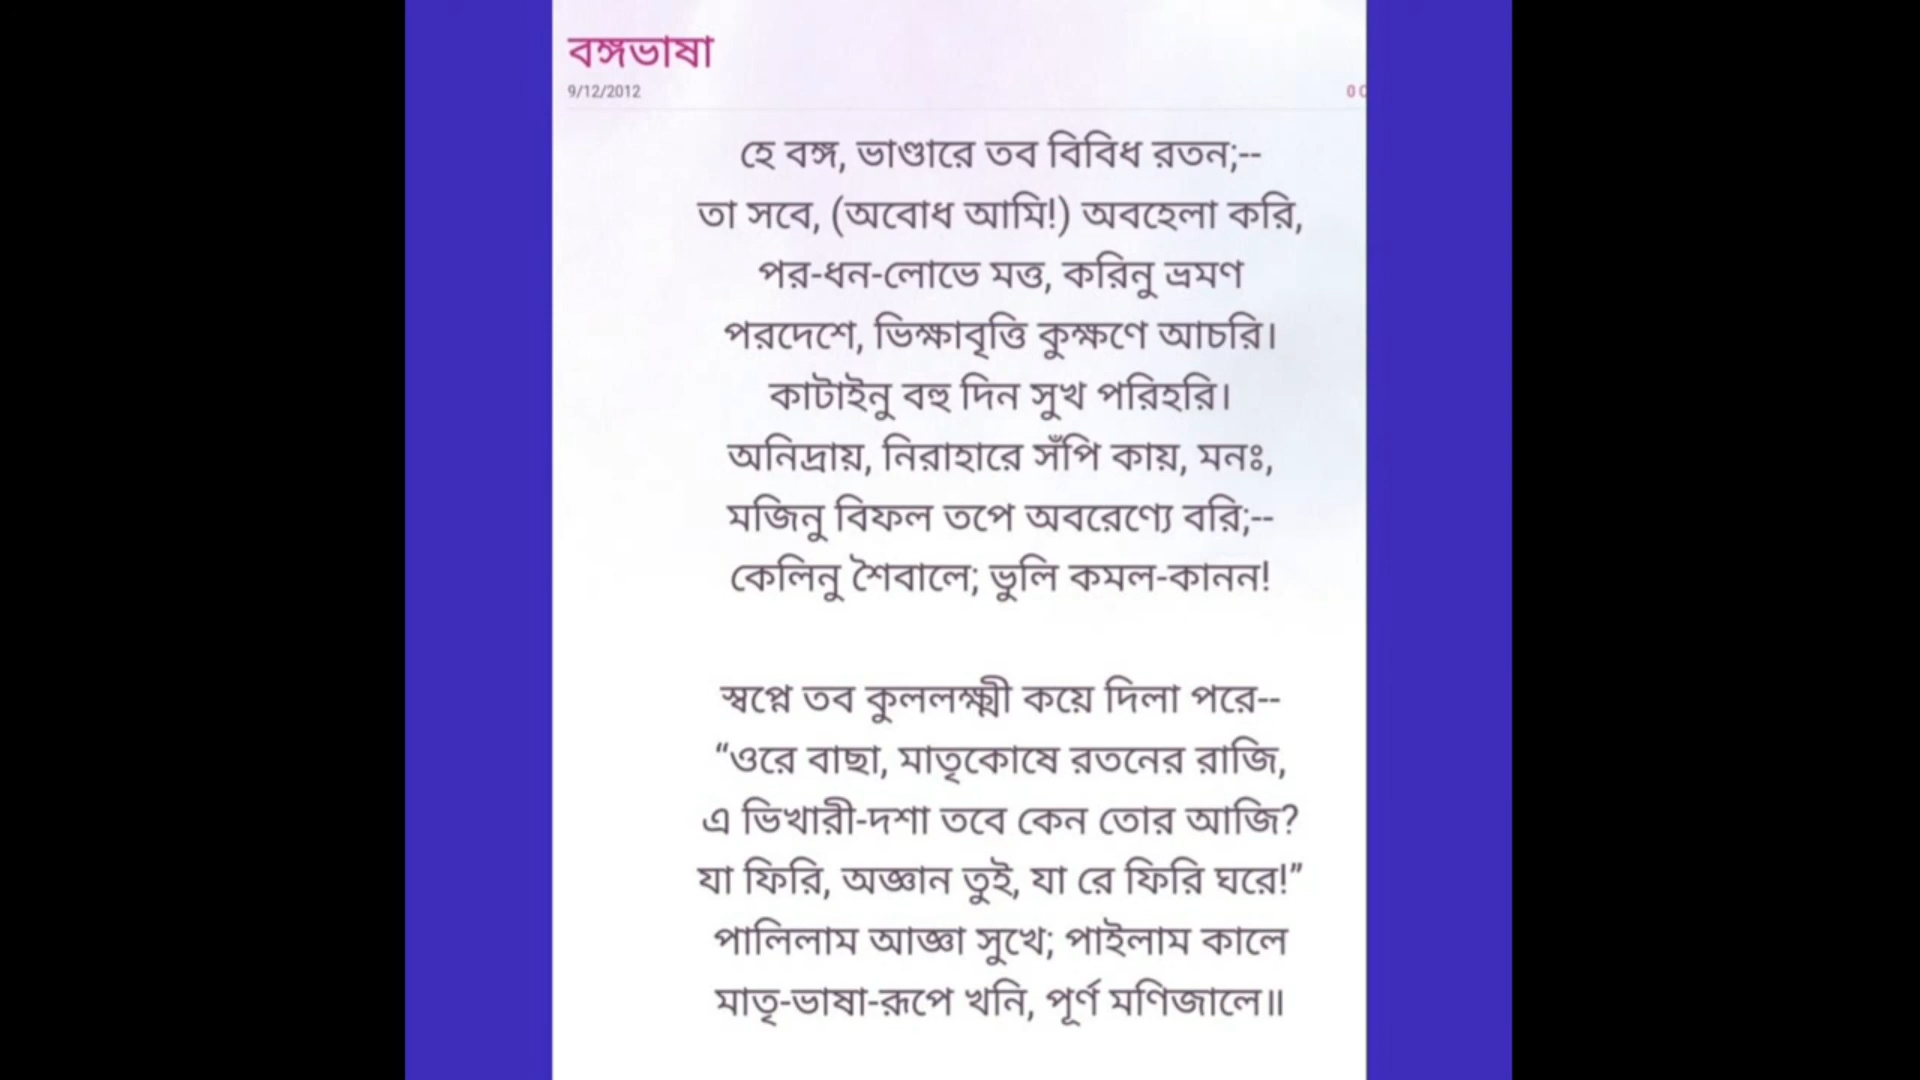 বঙ্গভাষা
9/12/2012
0 C
হে বঙ্গ, ভাণ্ডারে তব বিবিধ রতন;--
তা সবে, (অবোধ আমি!) অবহেলা করি,
পর-ধন-লোভে মত্ত, করিনু ভ্রমণ
পরদেশে, ভিক্ষাবৃত্তি কুক্ষণে আচরি।
কাটাইনু বহু দিন সুখ পরিহরি।
অনিদ্রায়, নিরাহারে সঁপি কায়, মনঃ,
মজিনু বিফল তপে অবরেণ্যে বরি;--
কেলিনু শৈবালে; ভুলি কমল-কানন!
স্বপ্নে তব কুললক্ষ্মী কয়ে দিলা পরে--
“ওরে বাছা, মাতৃকোষে রতনের রাজি,
এ ভিখারী-দশা তবে কেন তোর আজি?
যা ফিরি, অজ্ঞান তুই, যা রে ফিরি ঘরে!”
পালিলাম আজ্ঞা সুখে; পাইলাম কালে
মাতৃ-ভাষা-রূপে খনি, পূর্ণ মণিজালে॥